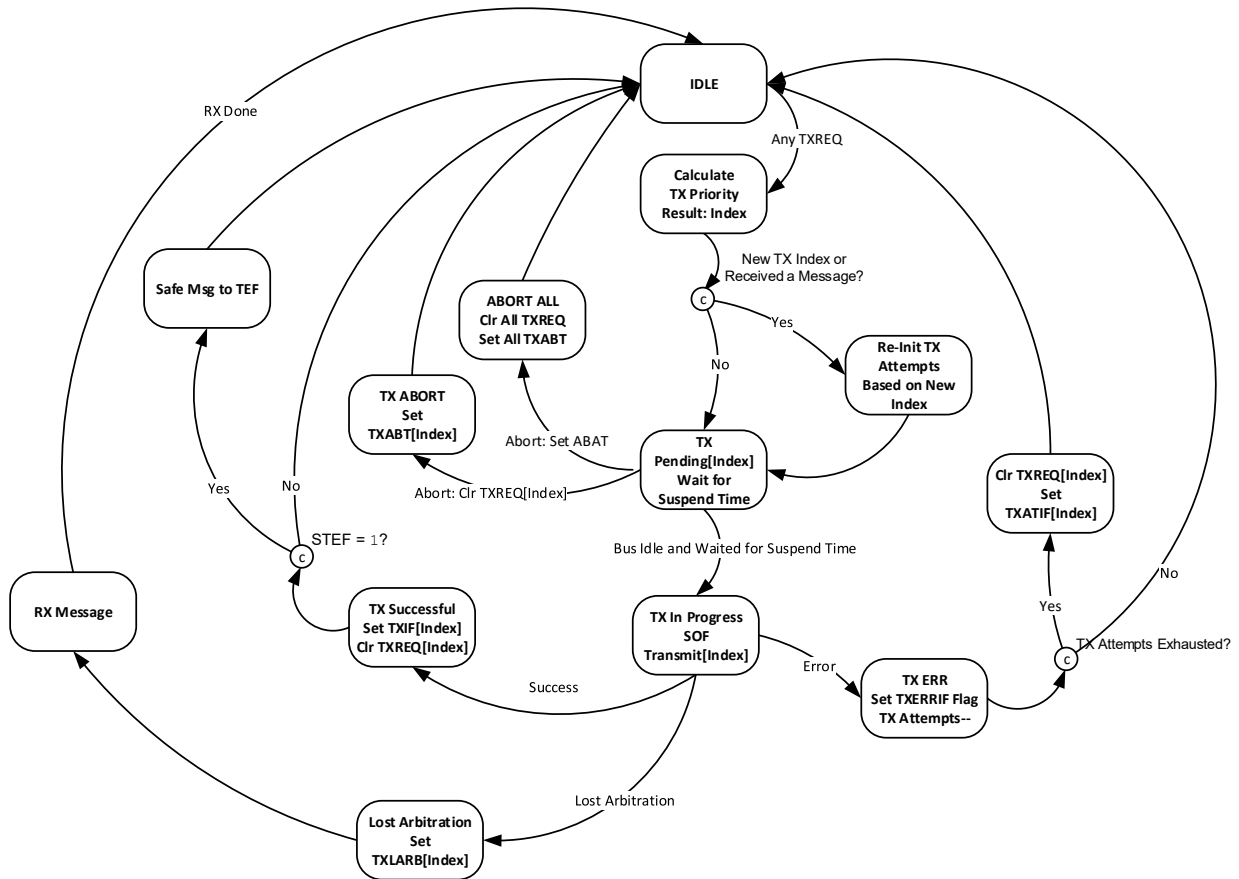 IDLE
RX Done
Any TXREQ
Calculate
TX Priority
Result: Index
New TX Index or
Received a Message?
Safe Msg to TEF
ABORT ALL
Clr All TXREQ
Set All TXABT
c
Yes
No
Re-Init TX
Attempts
Based on New
Index
TX ABORT
Set
TXABT[Index]
Abort: Set ABAT
TX
Pending[Index]
Wait for
Suspend Time
Abort: Clr TXREQ[Index]
Clr TXREQ[Index]
Set
TXATIF[Index]
Yes
No
STEF = 1?
c
Bus Idle and Waited for Suspend Time
RX Message
TX Successful
Set TXIF[Index]
Clr TXREQ[Index]
TX In Progress
SOF
Transmit[Index]
No
Yes
TX Attempts Exhausted?
c
Error
TX ERR
Set TXERRIF Flag
TX Attempts--
Success
Lost Arbitration
Lost Arbitration
Set
TXLARB[Index]